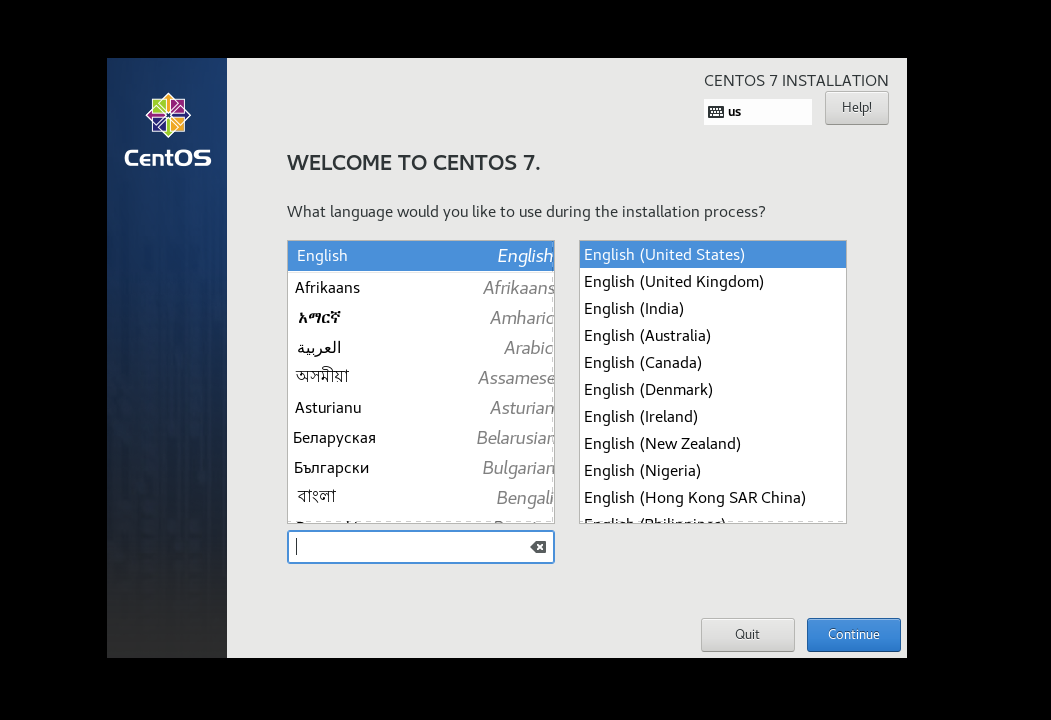 CENTOS 7 INSTALLATION
us
Help!
CentOS
WELCOME TO CENTOS 7.
What language would you like to use during the installation process?
English English
Afrikaans Afrikaans
አማርኛ Amharic
العربية Arabic
অসমীয়া Assamese
Asturianu Asturian
Беларуская Belarusian
Български Bulgarian
বাংলা Bengali
English (United States)
English (United Kingdom)
English (India)
English (Australia)
English (Canada)
English (Denmark)
English (Ireland)
English (New Zealand)
English (Nigeria)
English (Hong Kong SAR China)
English (Philippines)
Quit
Continue